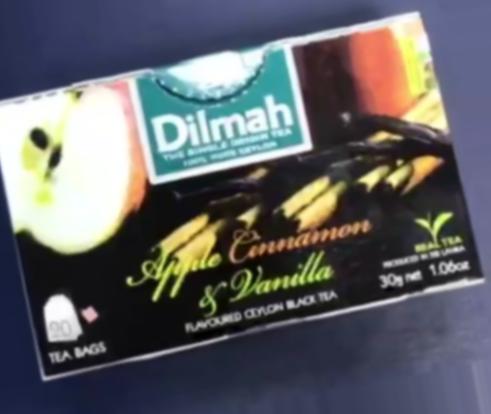 Dilmah
THE SINGLE ORIGIN TEA
100% PURE CEYLON
Apple Cinnamon
& Vanilla
FLAVOURED CEYLON BLACK TEA
REAL TEA
PRODUCED IN SRI LANKA
30g net 1.06oz
TEA BAGS